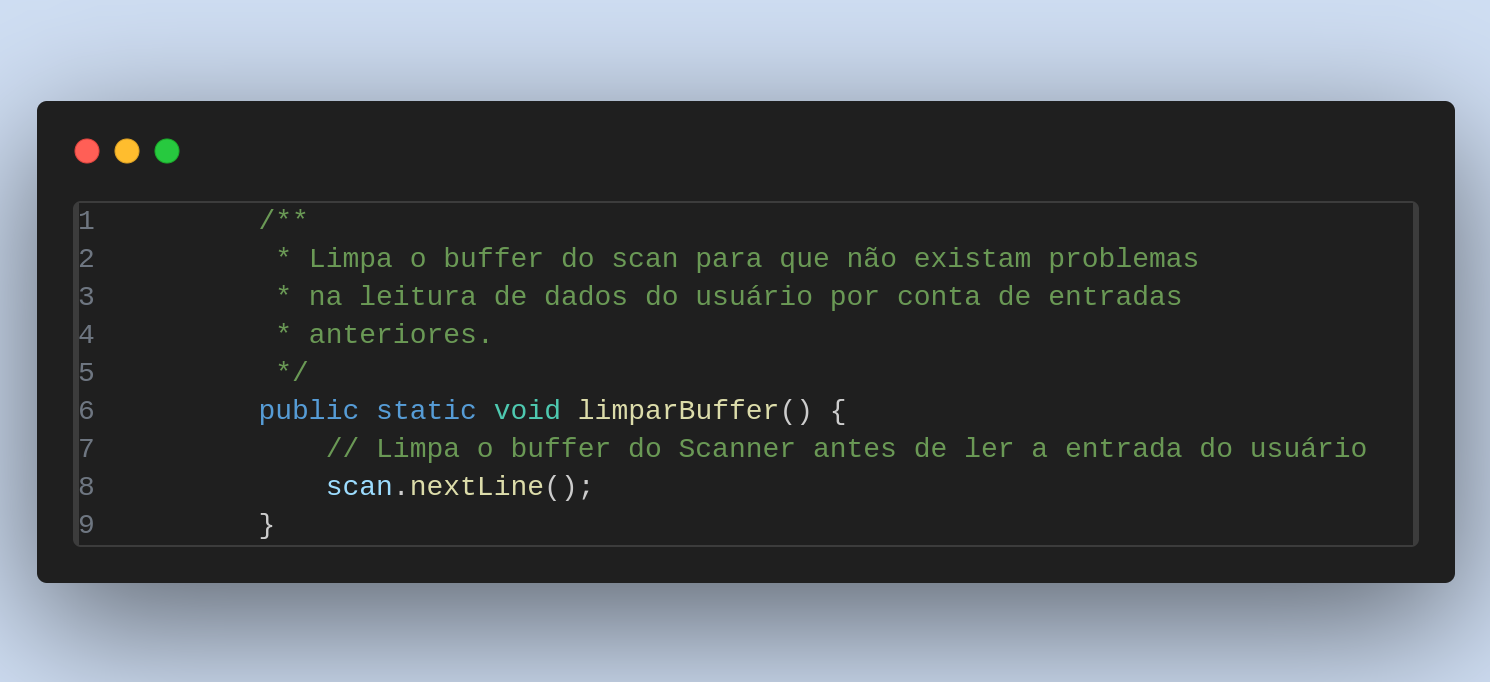 1 /**
2 * Limpa o buffer do scan para que não existam problemas
3 * na leitura de dados do usuário por conta de entradas
4 * anteriores.
5 */
6 public static void limparBuffer() {
7 // Limpa o buffer do Scanner antes de ler a entrada do usuário
8 scan.nextLine();
9 }